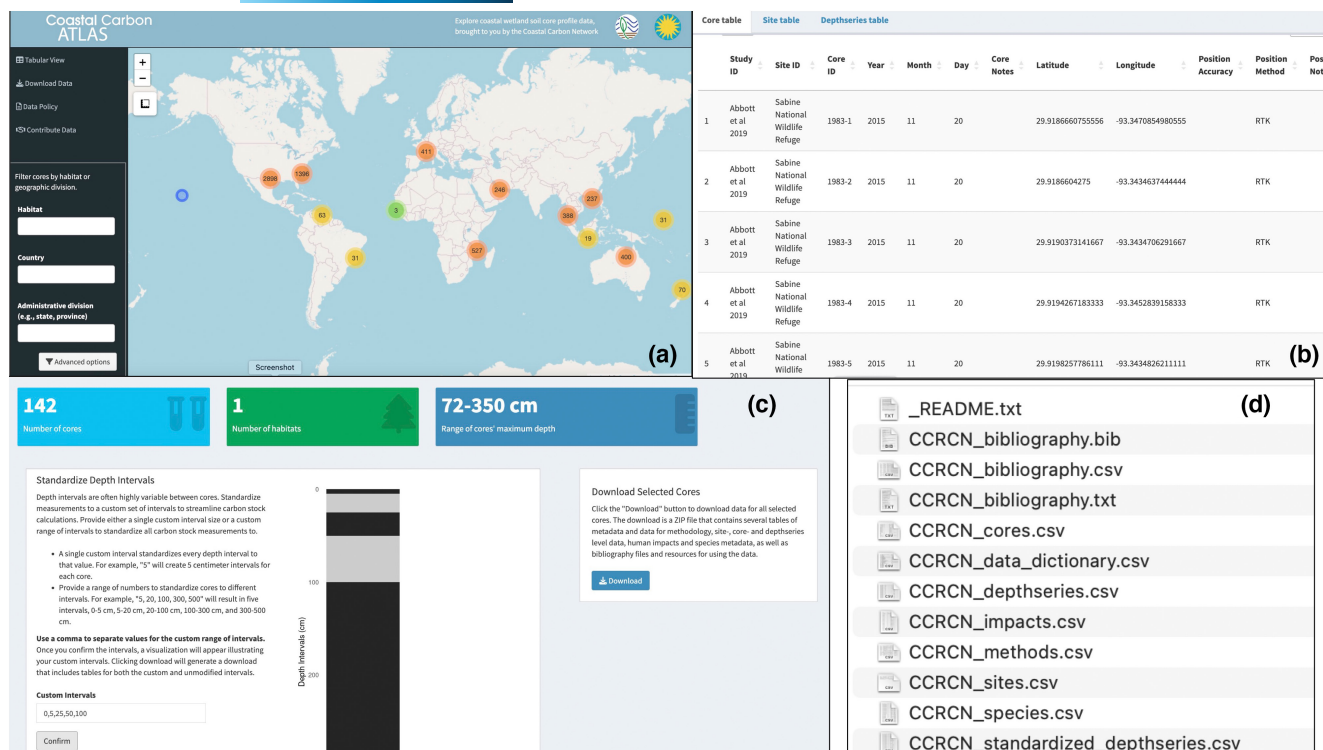 Coastal Carbon
ATLAS
Explore coastal wetland soil core profile data,
brought to you by the Coastal Carbon Network
Tabular View
Download Data
Data Policy
Contribute Data
Filter cores by habitat or
geographic division.
Habitat
Country
Administrative division
(e.g., state, province)
Advanced options
+
−
411
2898
1396
246
237
63
3
388
31
19
31
527
400
70
Screenshot
(a)
Core table Site table Depthseries table
Study ID Site ID Core ID Year Month Day Core Notes Latitude Longitude Position Accuracy Position Method Pos Not
1 Abbott et al 2019 Sabine National Wildlife Refuge 1983-1 2015 11 20 29.9186660755556 -93.3470854980555 RTK
2 Abbott et al 2019 Sabine National Wildlife Refuge 1983-2 2015 11 20 29.9186604275 -93.3434637444444 RTK
3 Abbott et al 2019 Sabine National Wildlife Refuge 1983-3 2015 11 20 29.9190373141667 -93.3434706291667 RTK
4 Abbott et al 2019 Sabine National Wildlife Refuge 1983-4 2015 11 20 29.9194267183333 -93.3452839158333 RTK
5 Abbott et al 2019 Sabine National Wildlife 1983-5 2015 11 20 29.9198257786111 -93.3434826211111 RTK
(b)
142
Number of cores
1
Number of habitats
72-350 cm
Range of cores' maximum depth
(c)
Standardize Depth Intervals
Depth intervals are often highly variable between cores. Standardize
measurements to a custom set of intervals to streamline carbon stock
calculations. Provide either a single custom interval size or a custom
range of intervals to standardize all carbon stock measurements to.
• A single custom interval standardizes every depth interval to
that value. For example, "5" will create 5 centimeter intervals for
each core.
• Provide a range of numbers to standardize cores to different
intervals. For example, "5, 20, 100, 300, 500" will result in five
intervals, 0-5 cm, 5-20 cm, 20-100 cm, 100-300 cm, and 300-500
cm.
Use a comma to separate values for the custom range of intervals.
Once you confirm the intervals, a visualization will appear illustrating
your custom intervals. Clicking download will generate a download
that includes tables for both the custom and unmodified intervals.
Custom Intervals
0,5,25,50,100
Confirm
0
100
200
Depth Intervals (cm)
Download Selected Cores
Click the "Download" button to download data for all selected
cores. The download is a ZIP file that contains several tables of
metadata and data for methodology, site-, core- and depthseries
level data, human impacts and species metadata, as well as
bibliography files and resources for using the data.
Download
(d)
_README.txt
CCRCN_bibliography.bib
CCRCN_bibliography.csv
CCRCN_bibliography.txt
CCRCN_cores.csv
CCRCN_data_dictionary.csv
CCRCN_depthseries.csv
CCRCN_impacts.csv
CCRCN_methods.csv
CCRCN_sites.csv
CCRCN_species.csv
CCRCN_standardized_depthseries.csv